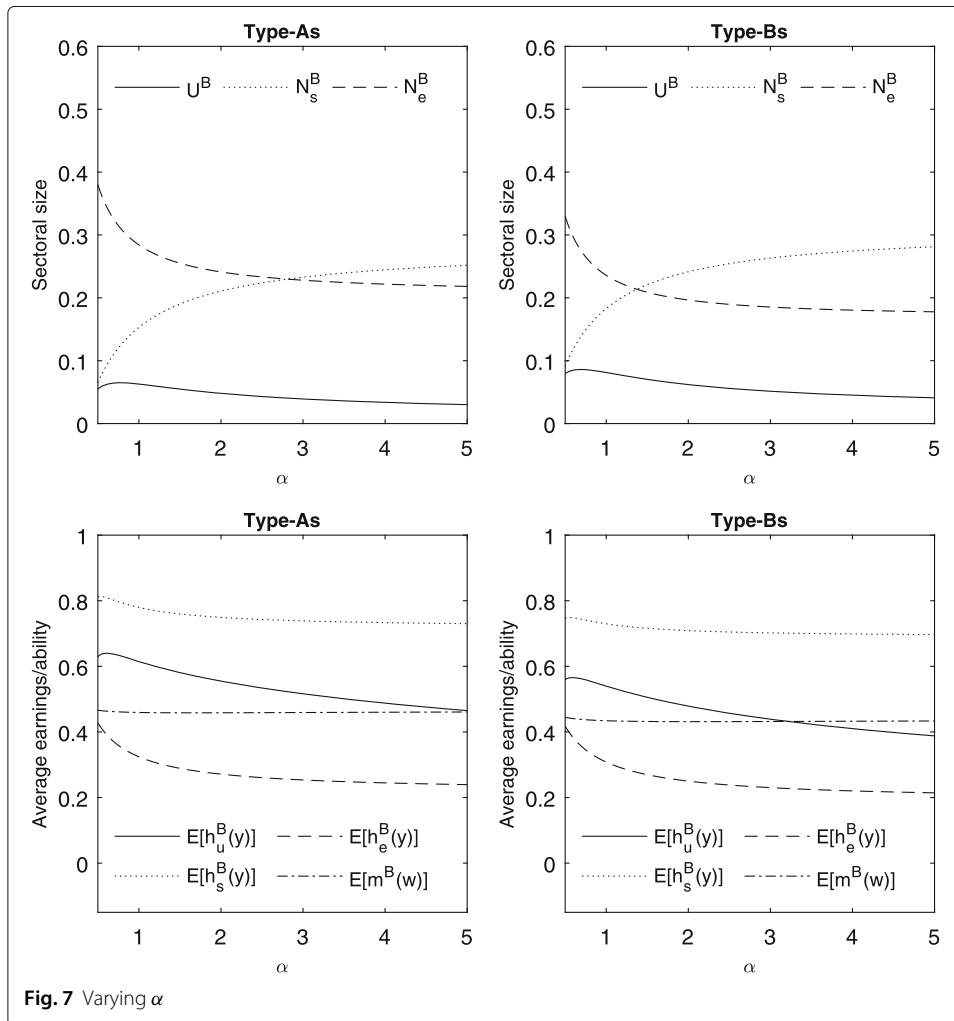 Type-As
Type-Bs
0.6
0.5
0.4
0.3
0.2
0.1
0
Sectoral size
U^B N_s^B N_e^B
1 2 3 4 5
α
0.6
0.5
0.4
0.3
0.2
0.1
0
Sectoral size
U^B N_s^B N_e^B
1 2 3 4 5
α
Type-As
Type-Bs
1
0.8
0.6
0.4
0.2
0
Average earnings/ability
E[h_u^B(y)] E[h_e^B(y)]
E[h_s^B(y)] E[m^B(w)]
1 2 3 4 5
α
1
0.8
0.6
0.4
0.2
0
Average earnings/ability
E[h_u^B(y)] E[h_e^B(y)]
E[h_s^B(y)] E[m^B(w)]
1 2 3 4 5
α
Fig. 7 Varying α